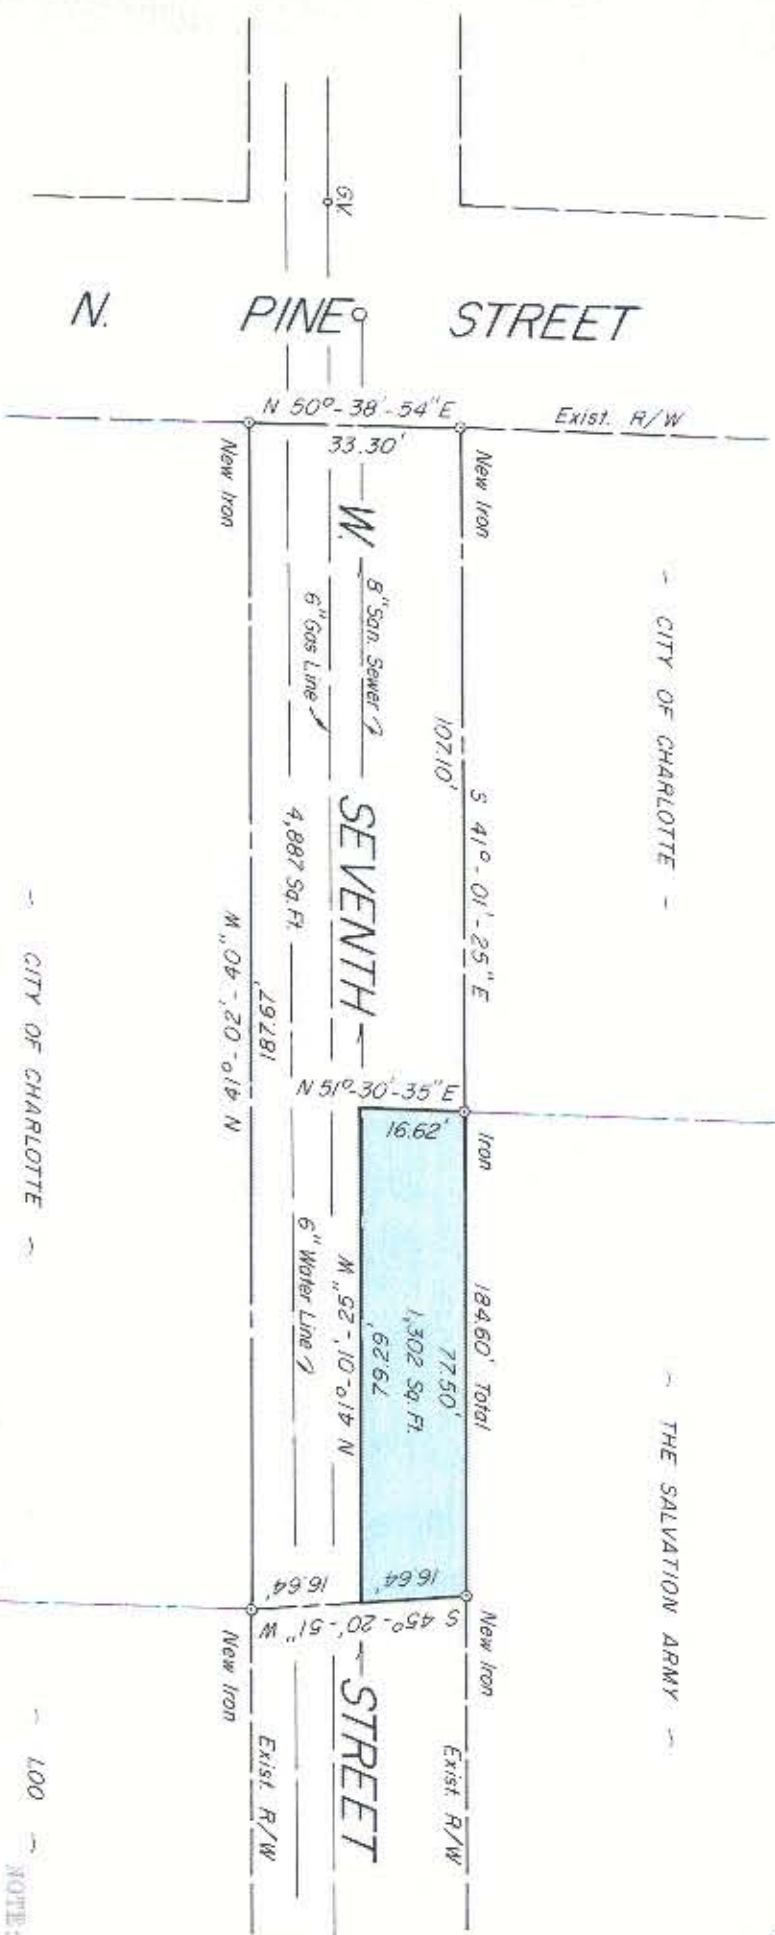 G.V.
N. PINE STREET
N 50°-38'-54"E
33.30'
Exist. R/W
New Iron
New Iron
~ CITY OF CHARLOTTE ~
W. SEVENTH STREET
8" San. Sewer
6" Gas Line
107.10'
S 41°-01'-25"E
4,887 Sq.Ft.
187.67'
N 41°-02'-40"W
~ CITY OF CHARLOTTE ~
N 51°-30'-35"E
16.62'
Iron
184.60' Total
77.50'
1,302 Sq.Ft.
79.29'
N 41°-01'-25"W
6" Water Line
~ THE SALVATION ARMY ~
16.64'
16.64'
S 45°-20'-51"W
New Iron
New Iron
Exist. R/W
Exist. R/W
~ LOO ~
NOTE: